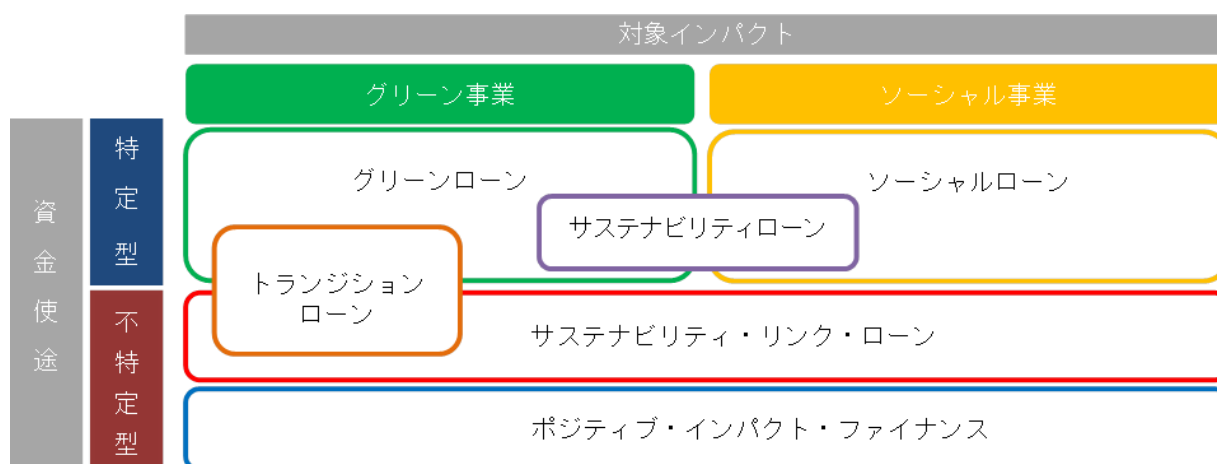 対象インパクト
グリーン事業
ソーシャル事業
資金使途
特定型
グリーンローン
ソーシャルローン
サステナビリティローン
トランジション
ローン
不特定型
サステナビリティ・リンク・ローン
ポジティブ・インパクト・ファイナンス